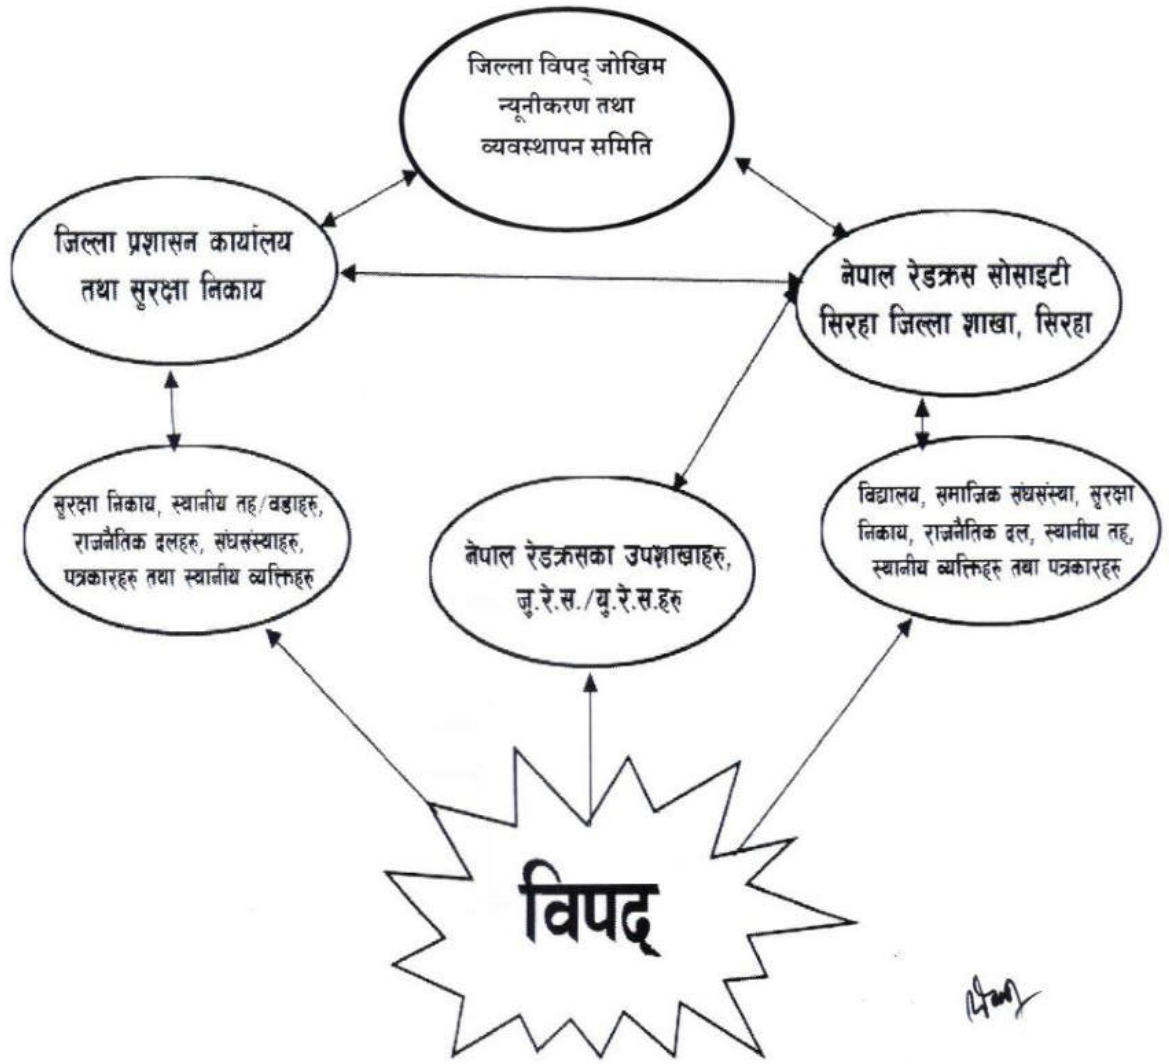 जिल्ला विपद् जोखिम
न्यूनीकरण तथा
व्यवस्थापन समिति
जिल्ला प्रशासन कार्यालय
तथा सुरक्षा निकाय
नेपाल रेडक्रस सोसाइटी
सिरहा जिल्ला शाखा, सिरहा
सुरक्षा निकाय, स्थानीय तह/वडाहरु,
राजनैतिक दलहरु, संघसंस्थाहरु,
पत्रकारहरु तथा स्थानीय व्यक्तिहरु
नेपाल रेडक्रसका उपशाखाहरु,
जु.रे.स./यु.रे.स.हरु
विद्यालय, समाजिक संघसंस्था, सुरक्षा
निकाय, राजनैतिक दल, स्थानीय तह,
स्थानीय व्यक्तिहरु तथा पत्रकारहरु
विपद्